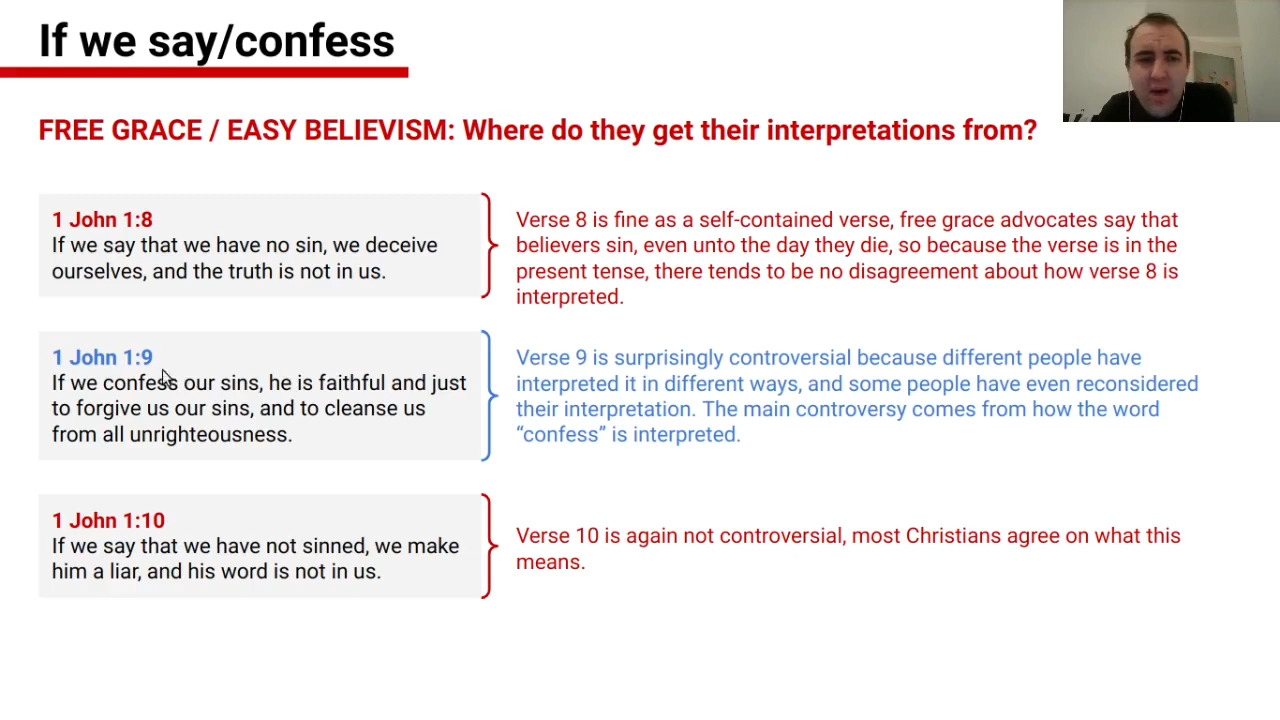 If we say/confess
FREE GRACE / EASY BELIEVISM: Where do they get their interpretations from?
1 John 1:8
If we say that we have no sin, we deceive
ourselves, and the truth is not in us.
Verse 8 is fine as a self-contained verse, free grace advocates say that
believers sin, even unto the day they die, so because the verse is in the
present tense, there tends to be no disagreement about how verse 8 is
interpreted.
1 John 1:9
If we confess our sins, he is faithful and just
to forgive us our sins, and to cleanse us
from all unrighteousness.
Verse 9 is surprisingly controversial because different people have
interpreted it in different ways, and some people have even reconsidered
their interpretation. The main controversy comes from how the word
“confess” is interpreted.
1 John 1:10
If we say that we have not sinned, we make
him a liar, and his word is not in us.
Verse 10 is again not controversial, most Christians agree on what this
means.